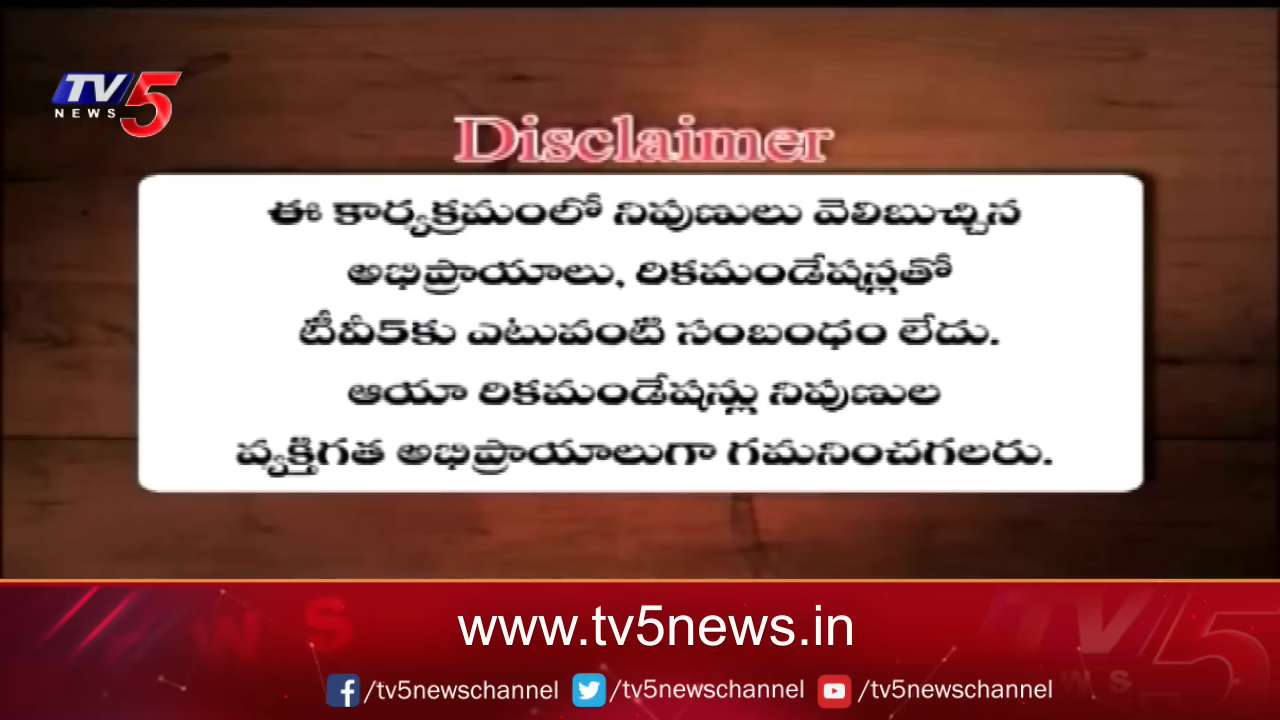 TV5
NEWS
Disclaimer
ఈ కార్యక్రమంలో నిపుణులు వెలిబుచ్చిన
అభిప్రాయాలు, రికమండేషన్లతో
టీవీ5కు ఎటువంటి సంబంధం లేదు.
ఆయా రికమండేషన్లు నిపుణుల
వ్యక్తిగత అభిప్రాయాలుగా గమనించగలరు.
www.tv5news.in
/tv5newschannel /tv5newschannel /tv5newschannel